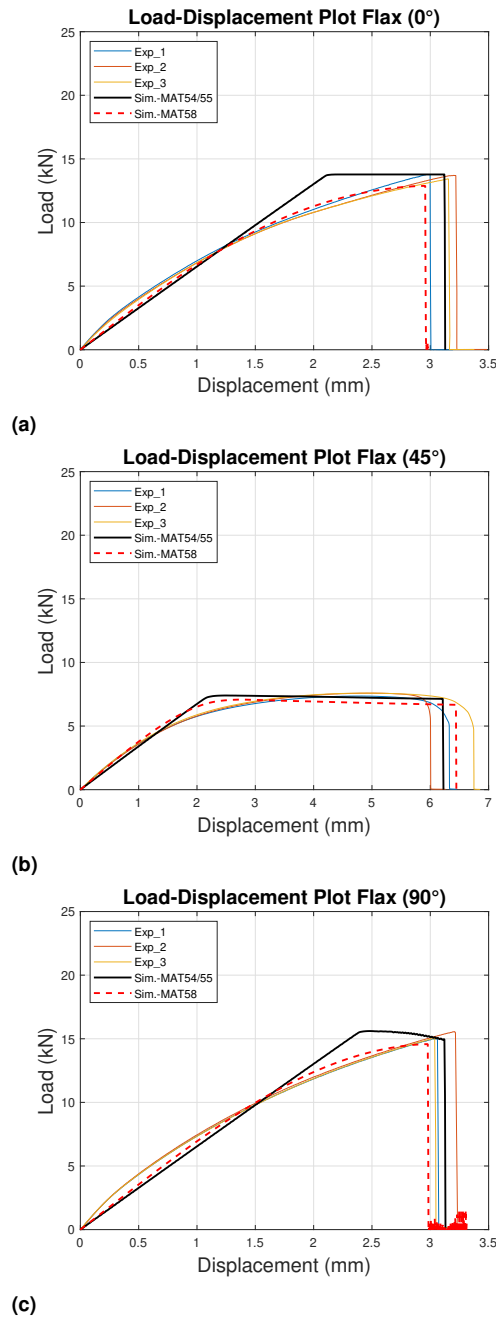 Load-Displacement Plot Flax (0°)
25
20
15
10
5
0
Load (kN)
Exp_1
Exp_2
Exp_3
Sim.-MAT54/55
Sim.-MAT58
0 0.5 1 1.5 2 2.5 3 3.5
Displacement (mm)
(a)
Load-Displacement Plot Flax (45°)
25
20
15
10
5
0
Load (kN)
Exp_1
Exp_2
Exp_3
Sim.-MAT54/55
Sim.-MAT58
0 1 2 3 4 5 6 7
Displacement (mm)
(b)
Load-Displacement Plot Flax (90°)
25
20
15
10
5
0
Load (kN)
Exp_1
Exp_2
Exp_3
Sim.-MAT54/55
Sim.-MAT58
0 0.5 1 1.5 2 2.5 3 3.5
Displacement (mm)
(c)